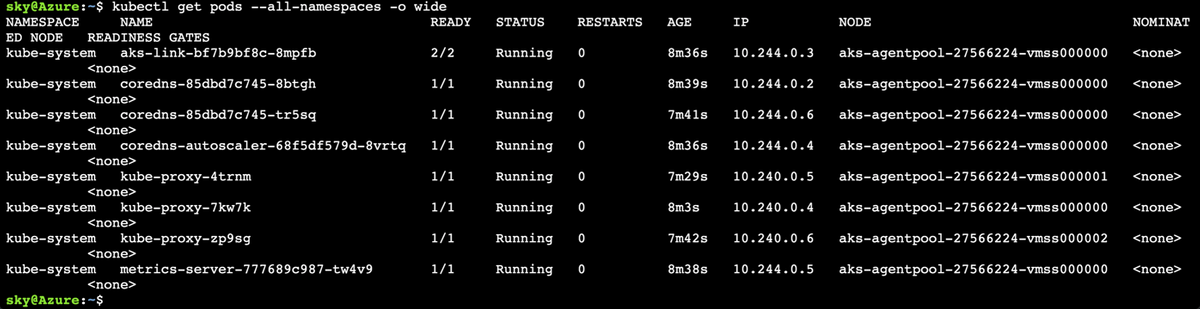 sky@Azure:~$ kubectl get pods --all-namespaces -o wide
NAMESPACE     NAME                                  READY   STATUS    RESTARTS   AGE     IP           NODE                                NOMINAT
ED NODE   READINESS GATES
kube-system   aks-link-bf7b9bf8c-8mpfb              2/2     Running   0          8m36s   10.244.0.3   aks-agentpool-27566224-vmss000000   <none>
          <none>
kube-system   coredns-85dbd7c745-8btgh              1/1     Running   0          8m39s   10.244.0.2   aks-agentpool-27566224-vmss000000   <none>
          <none>
kube-system   coredns-85dbd7c745-tr5sq              1/1     Running   0          7m41s   10.244.0.6   aks-agentpool-27566224-vmss000000   <none>
          <none>
kube-system   coredns-autoscaler-68f5df579d-8vrtq   1/1     Running   0          8m36s   10.244.0.4   aks-agentpool-27566224-vmss000000   <none>
          <none>
kube-system   kube-proxy-4trnm                      1/1     Running   0          7m29s   10.240.0.5   aks-agentpool-27566224-vmss000001   <none>
          <none>
kube-system   kube-proxy-7kw7k                      1/1     Running   0          8m3s    10.240.0.4   aks-agentpool-27566224-vmss000000   <none>
          <none>
kube-system   kube-proxy-zp9sg                      1/1     Running   0          7m42s   10.240.0.6   aks-agentpool-27566224-vmss000002   <none>
          <none>
kube-system   metrics-server-777689c987-tw4v9       1/1     Running   0          8m38s   10.244.0.5   aks-agentpool-27566224-vmss000000   <none>
          <none>
sky@Azure:~$